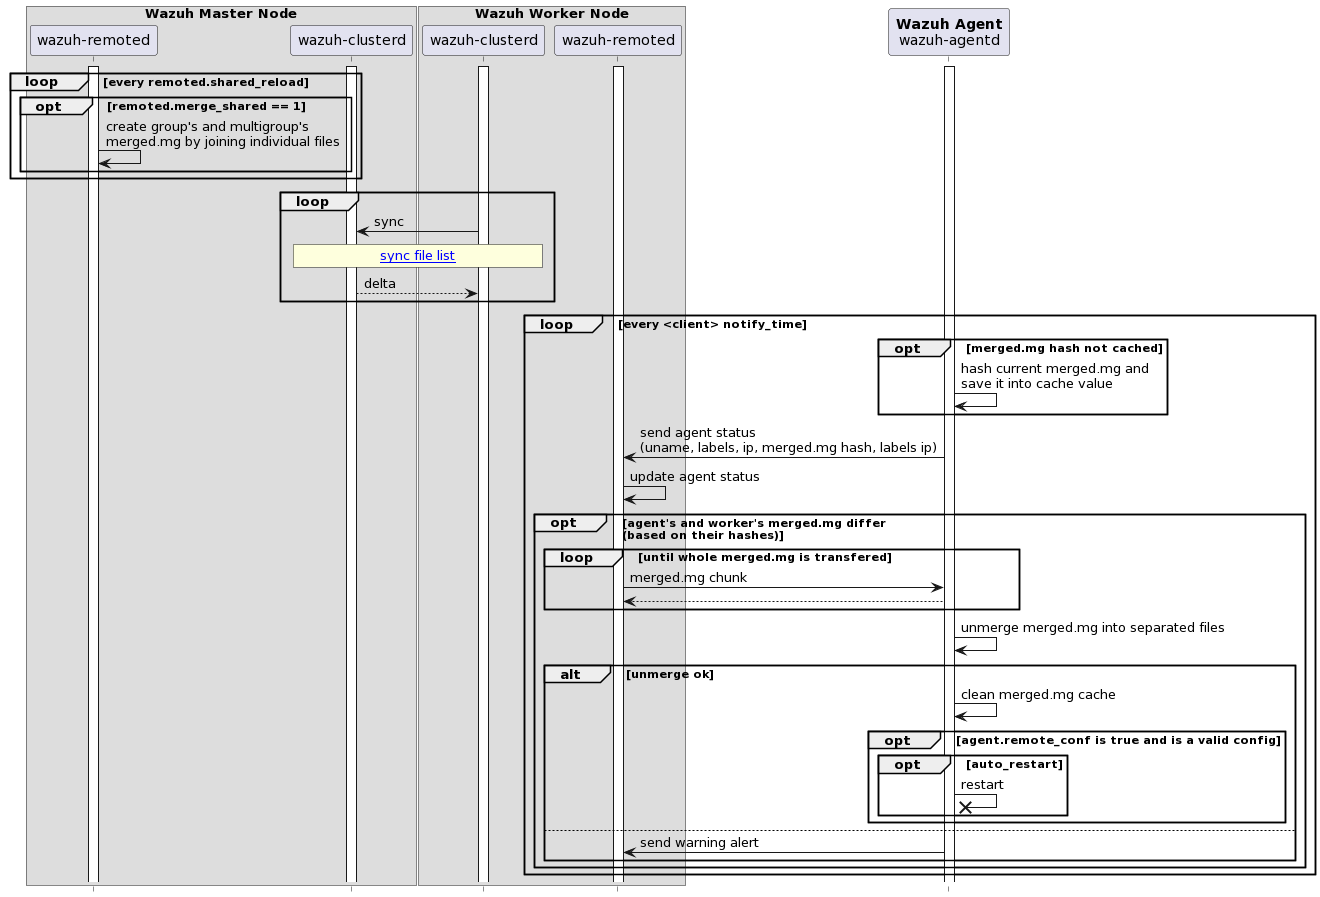 Wazuh Master Node
Wazuh Worker Node
wazuh-remoted
wazuh-clusterd
wazuh-clusterd
wazuh-remoted
Wazuh Agent
wazuh-agentd
loop
[every remoted.shared_reload]
opt
[remoted.merge_shared == 1]
create group's and multigroup's
merged.mg by joining individual files
loop
sync
sync file list
delta
loop
[every <client> notify_time]
opt
[merged.mg hash not cached]
hash current merged.mg and
save it into cache value
send agent status
(uname, labels, ip, merged.mg hash, labels ip)
update agent status
opt
[agent's and worker's merged.mg differ
(based on their hashes)]
loop
[until whole merged.mg is transfered]
merged.mg chunk
unmerge merged.mg into separated files
alt
[unmerge ok]
clean merged.mg cache
opt
[agent.remote_conf is true and is a valid config]
opt
[auto_restart]
restart
send warning alert